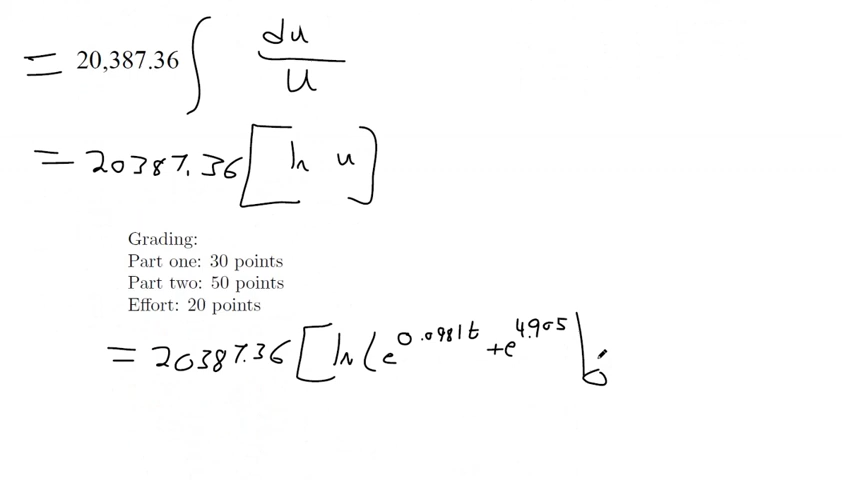 = 20,387.36 ∫ du/u
= 20387.36 [ln u]
Grading:
Part one: 30 points
Part two: 50 points
Effort: 20 points
= 20387.36 [ln(e^0.0981t + e^4.905|0